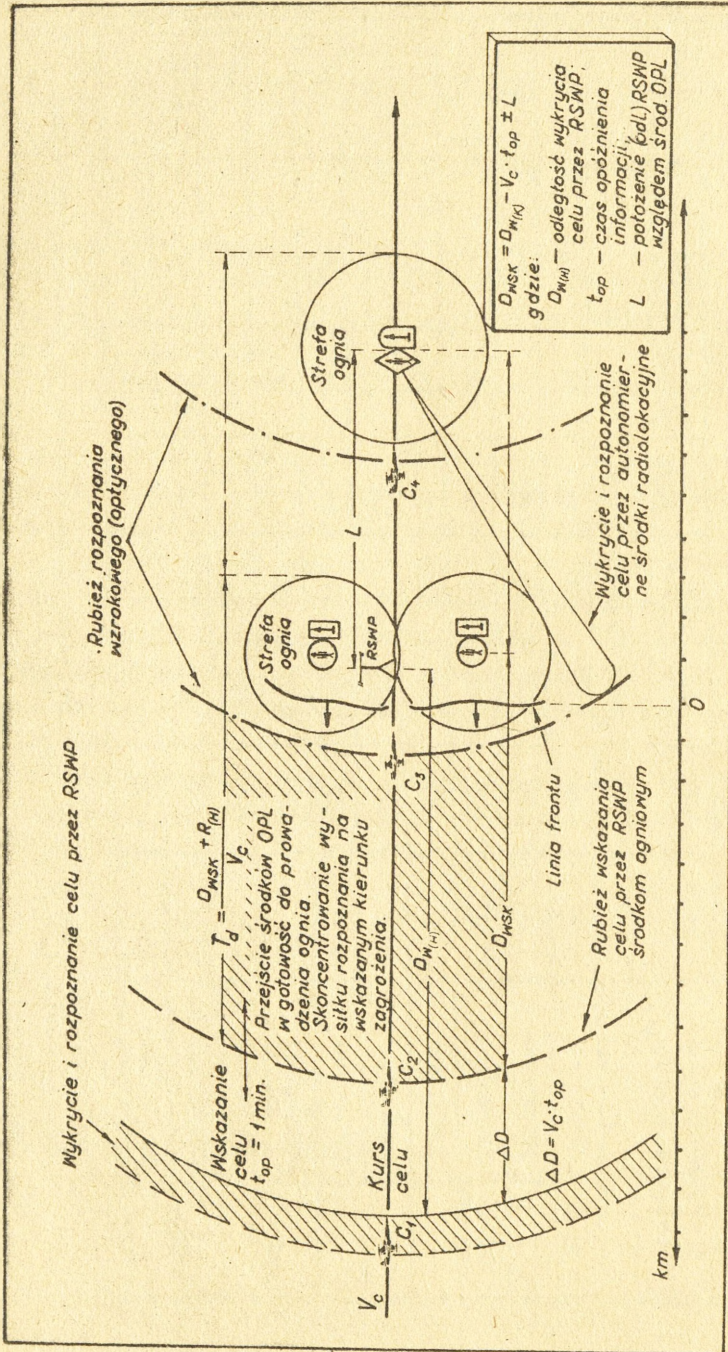 Wykrycie i rozpoznanie celu przez RSWP
.Rubież rozpoznania
wzrokowego (optycznego)
Wskazanie
celu
t_op = 1 min.
T_d = (D_WSK + R_(H)) / V_c
Przejście środków OPL
w gotowość do prowa-
dzenia ognia.
Skoncentrowanie wy-
siłku rozpoznania na
wskazanym kierunku
zagrożenia.
Strefa
ognia
RSWP
L
Strefa
ognia
V_c
C_1
Kurs
celu
C_2
C_3
C_4
D_W(H)
ΔD
D_WSK
ΔD = V_c · t_op
Linia frontu
Rubież wskazania
celu przez RSWP
środkom ogniowym
Wykrycie i rozpoznanie
celu przez autonomier-
ne środki radiolokacyjne
D_WSK = D_W(K) – V_c · t_op ± L
gdzie:
D_W(H) — odległość wykrycia
celu przez RSWP;
t_op — czas opóźnienia
informacji;
L — położenie (odl.) RSWP
względem środ. OPL
km
0